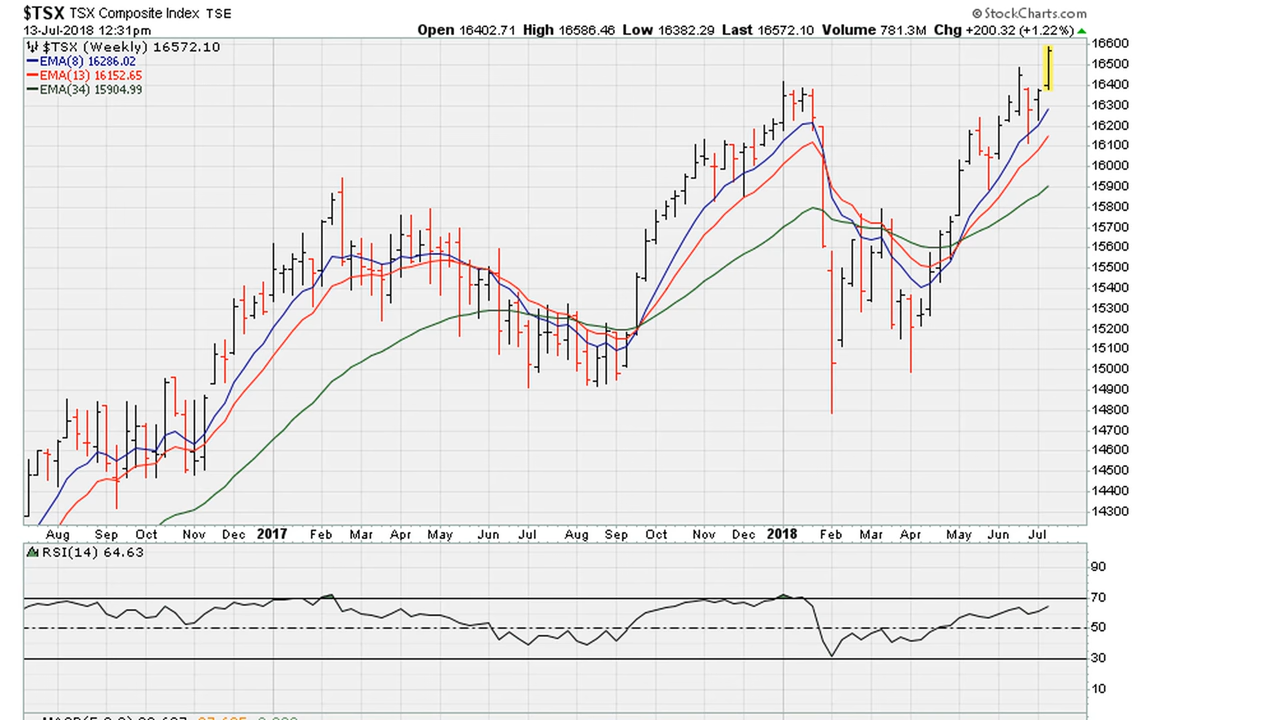 $TSX TSX Composite Index TSE
© StockCharts.com
13-Jul-2018 12:31pm
Open 16402.71 High 16586.46 Low 16382.29 Last 16572.10 Volume 781.3M Chg +200.32 (+1.22%)
$TSX (Weekly) 16572.10
EMA(8) 16286.02
EMA(13) 16152.65
EMA(34) 15904.99
16600
16500
16400
16300
16200
16100
16000
15900
15800
15700
15600
15500
15400
15300
15200
15100
15000
14900
14800
14700
14600
14500
14400
14300
Aug Sep Oct Nov Dec 2017 Feb Mar Apr May Jun Jul Aug Sep Oct Nov Dec 2018 Feb Mar Apr May Jun Jul
RSI(14) 64.63
90
70
50
30
10